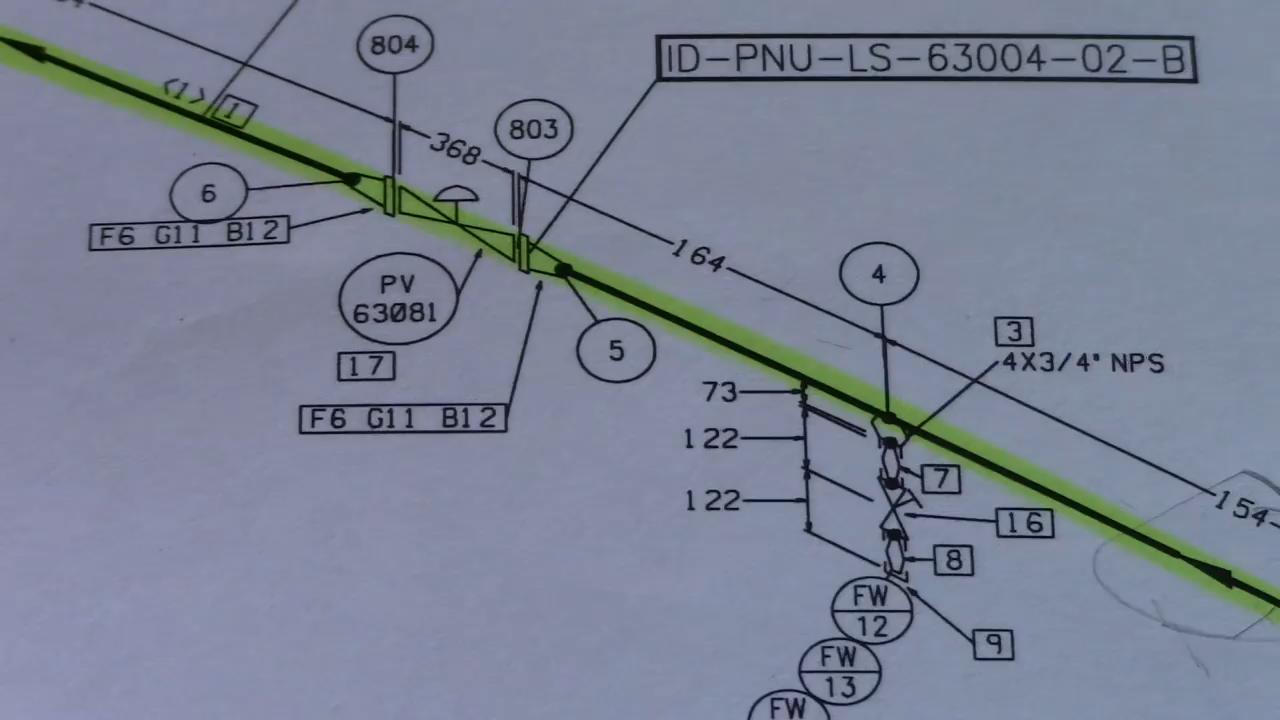 804
ID-PNU-LS-63004-02-B
<1> 1
368
803
6
F6 G11 B12
164
4
PV
63081
3
4X3/4" NPS
5
17
73
F6 G11 B12
122
7
122
154
16
8
FW
12
9
FW
13
FW